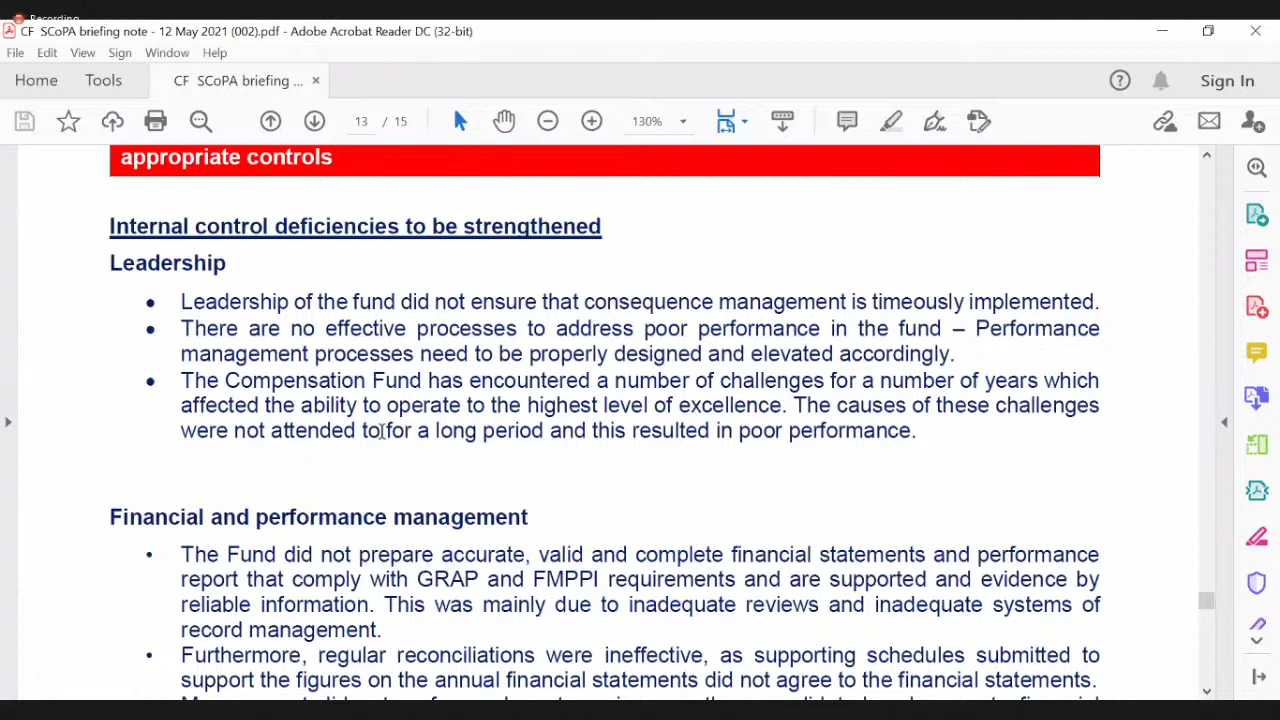 Recording
CF SCoPA briefing note - 12 May 2021 (002).pdf - Adobe Acrobat Reader DC (32-bit)
File Edit View Sign Window Help
Home Tools CF SCoPA briefing ... × Sign In
13 / 15 130%
appropriate controls
Internal control deficiencies to be strengthened
Leadership
• Leadership of the fund did not ensure that consequence management is timeously implemented.
• There are no effective processes to address poor performance in the fund – Performance
management processes need to be properly designed and elevated accordingly.
• The Compensation Fund has encountered a number of challenges for a number of years which
affected the ability to operate to the highest level of excellence. The causes of these challenges
were not attended to for a long period and this resulted in poor performance.
Financial and performance management
• The Fund did not prepare accurate, valid and complete financial statements and performance
report that comply with GRAP and FMPPI requirements and are supported and evidence by
reliable information. This was mainly due to inadequate reviews and inadequate systems of
record management.
• Furthermore, regular reconciliations were ineffective, as supporting schedules submitted to
support the figures on the annual financial statements did not agree to the financial statements.